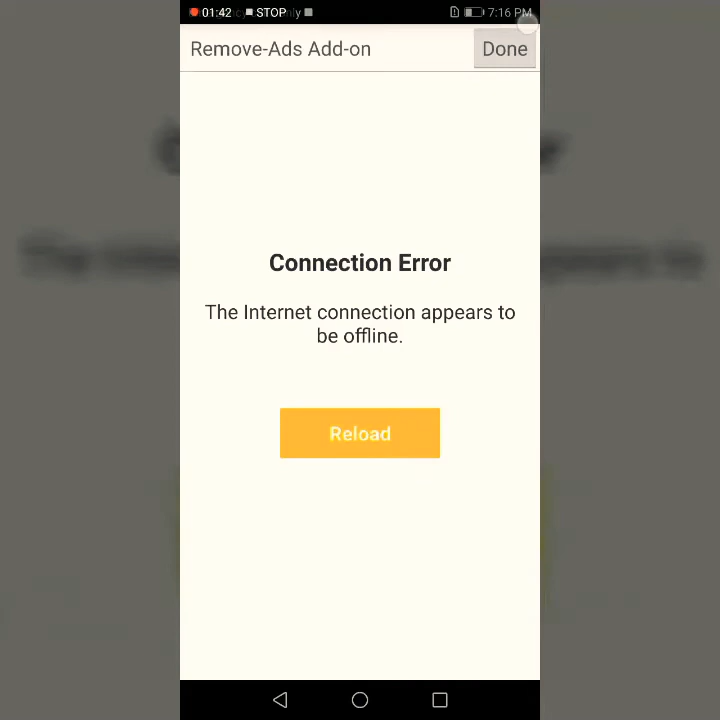 01:42 STOP 7:16 PM
Remove-Ads Add-on Done
Connection Error
The Internet connection appears to
be offline.
Reload